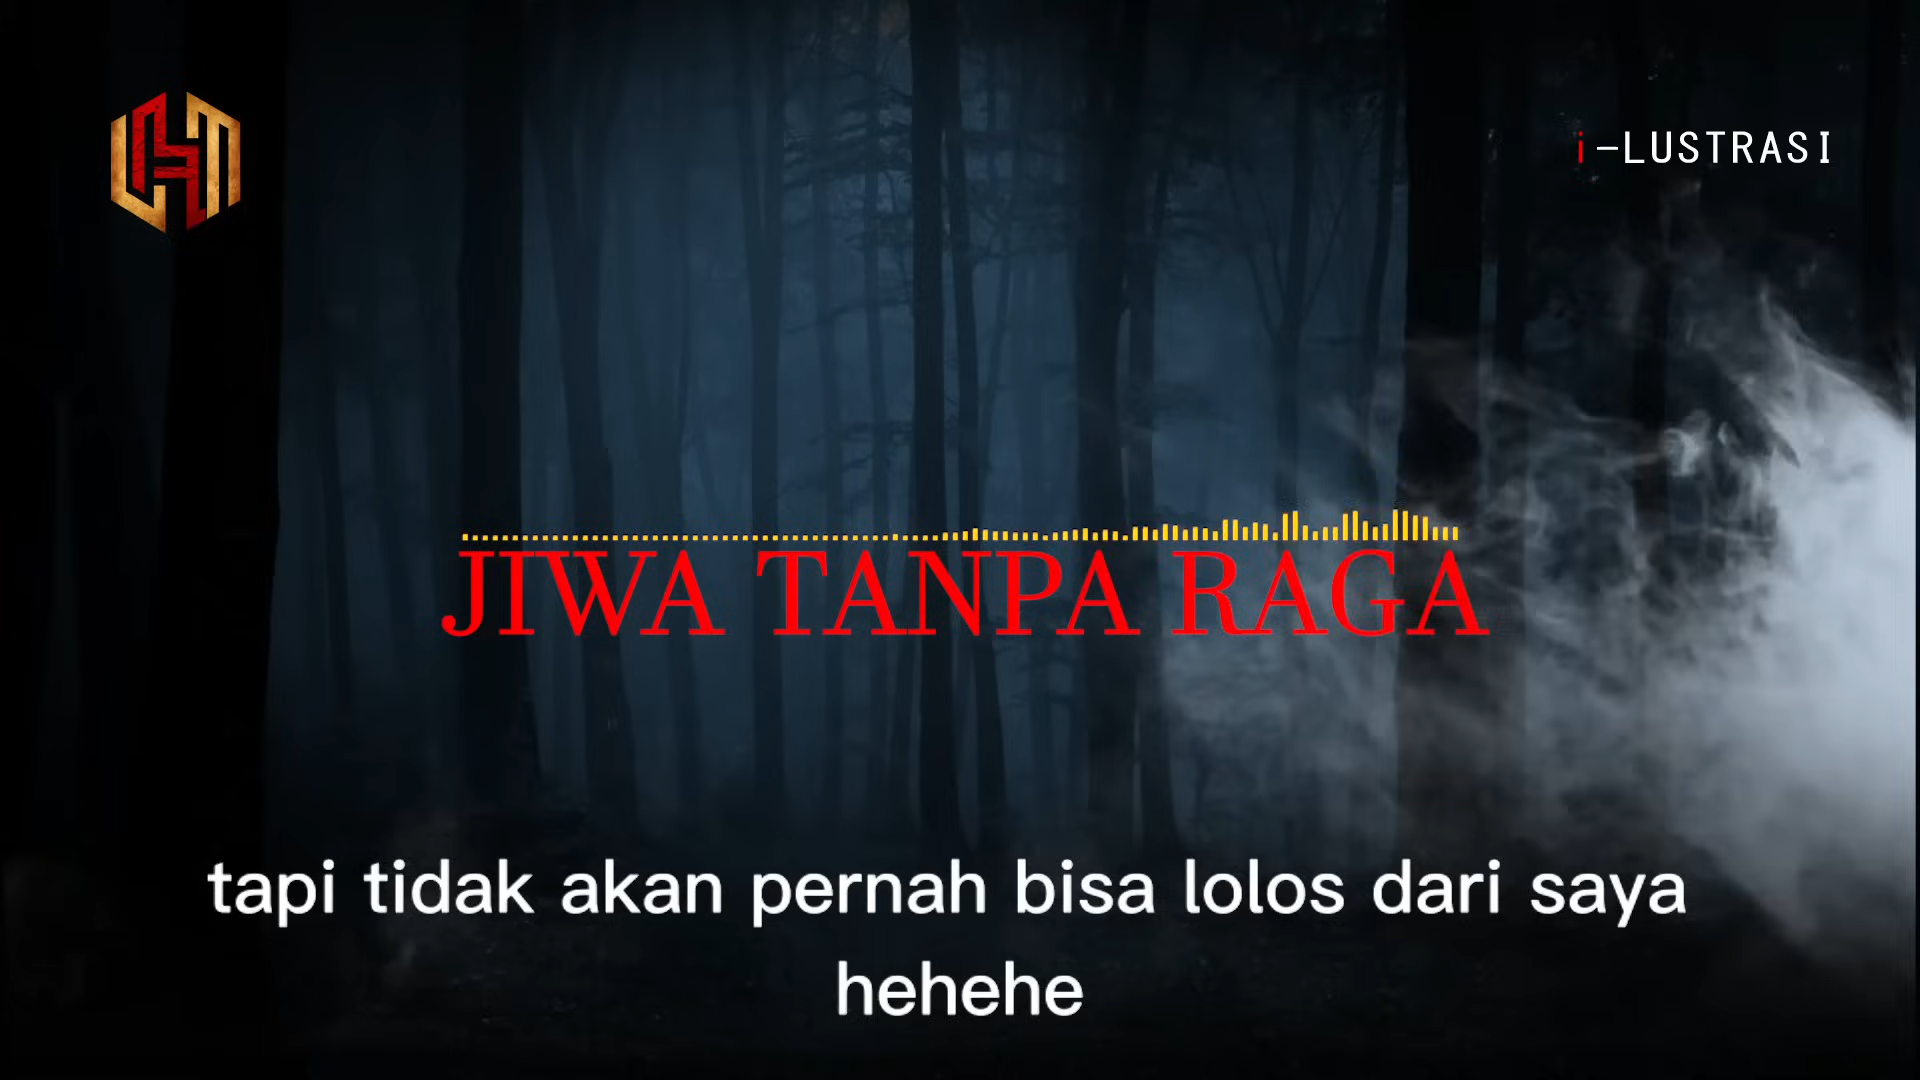 i-LUSTRASI
JIWA TANPA RAGA
tapi tidak akan pernah bisa lolos dari saya
hehehe